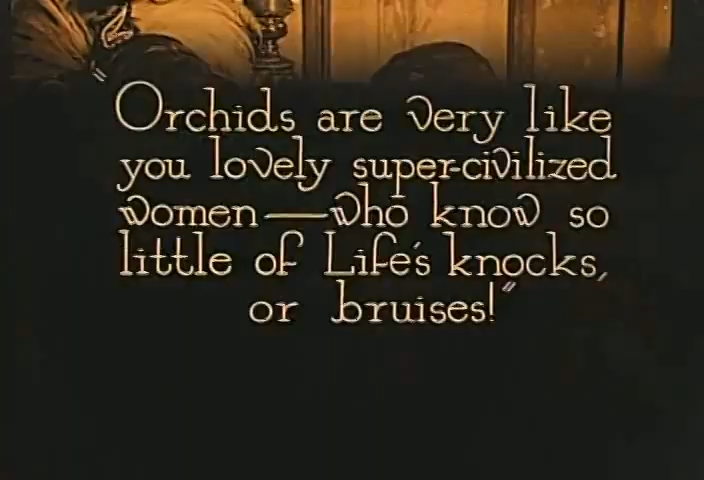 "Orchids are very like
you lovely super-civilized
women—who know so
little of Life's knocks,
or bruises!"